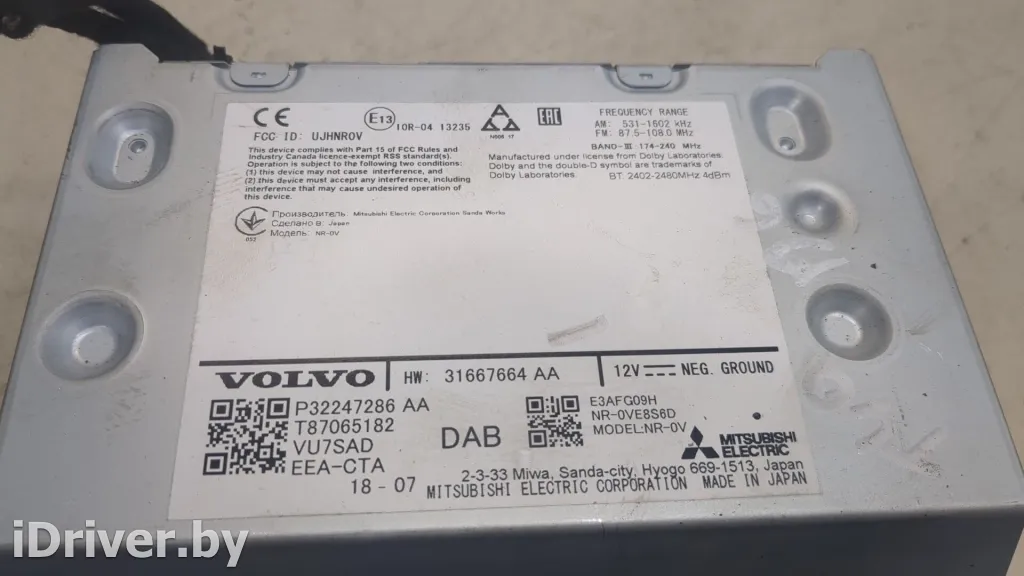 CE
FCC ID: UJHNR0V
E13
10R-04 13235
N006 17
EAC
FREQUENCY RANGE
AM: 531-1602 kHz
FM: 87.5-108.0 MHz
BAND-III 174-240 MHz
This device complies with Part 15 of FCC Rules and
Industry Canada licence-exempt RSS standard(s).
Operation is subject to the following two conditions:
(1) this device may not cause interference, and
(2) this device must accept any interference, including
interference that may cause undesired operation of
this device.
Manufactured under license from Dolby Laboratories.
Dolby and the double-D symbol are trademarks of
Dolby Laboratories.
BT: 2402-2480MHz 4dBm
032
Производитель: Mitsubishi Electric Corporation Sanda Works
Сделано в: Japan
Модель: NR-0V
VOLVO
HW: 31667664 AA
12V NEG. GROUND
P32247286 AA
T87065182
VU7SAD
EEA-CTA
18-07
DAB
E3AFG09H
NR-0VE8S6D
MODEL:NR-0V
MITSUBISHI
ELECTRIC
2-3-33 Miwa, Sanda-city, Hyogo 669-1513, Japan
MITSUBISHI ELECTRIC CORPORATION MADE IN JAPAN
iDriver.by